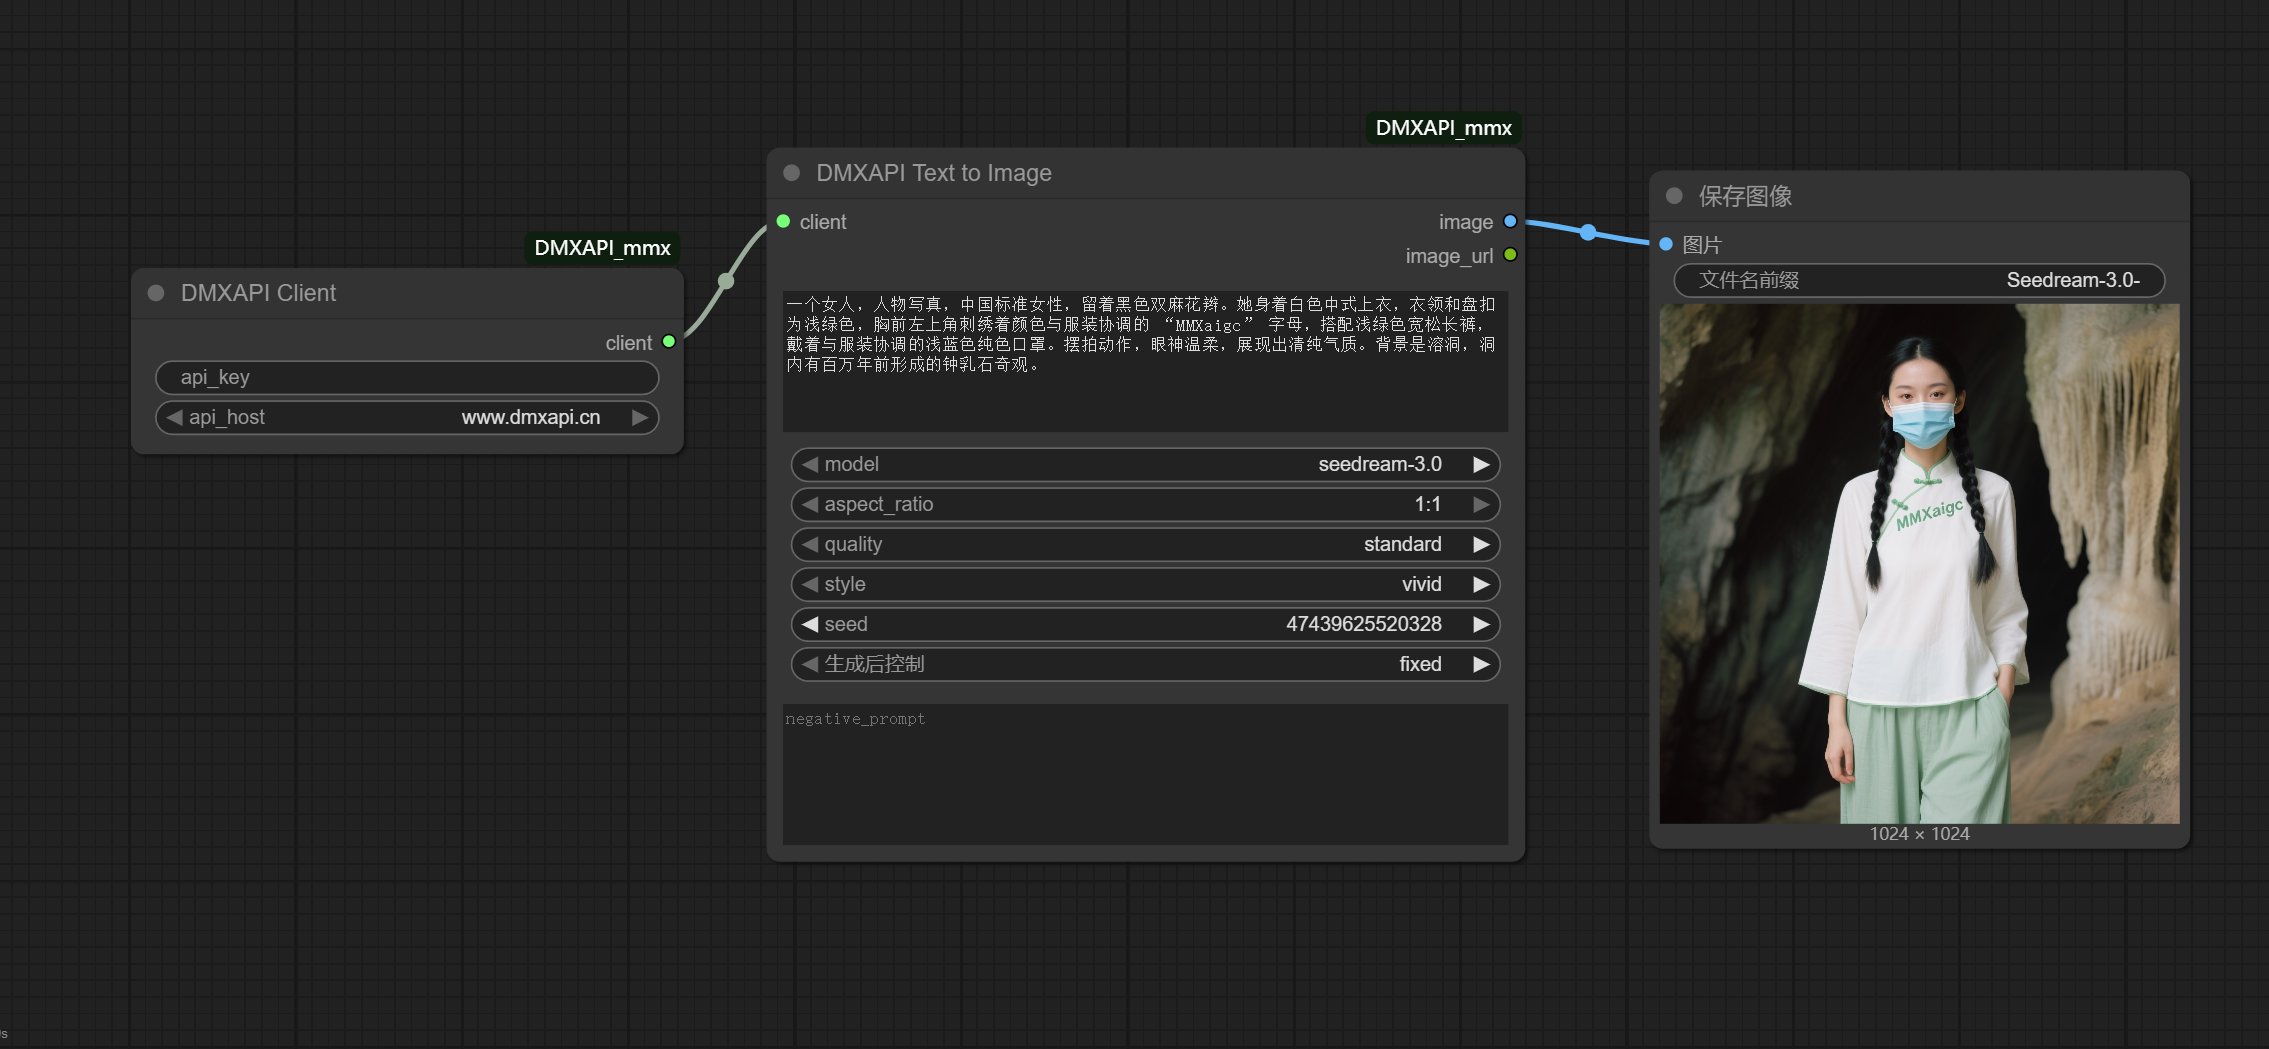 DMXAPI_mmx
DMXAPI Client
client
api_key
api_host www.dmxapi.cn
DMXAPI_mmx
DMXAPI Text to Image
client image
image_url
一个女人，人物写真，中国标准女性，留着黑色双麻花辫。她身着白色中式上衣，衣领和盘扣
为浅绿色，胸前左上角刺绣着颜色与服装协调的 “MMXaigc” 字母，搭配浅绿色宽松长裤，
戴着与服装协调的浅蓝色纯色口罩。摆拍动作，眼神温柔，展现出清纯气质。背景是溶洞，洞
内有百万年前形成的钟乳石奇观。
model seedream-3.0
aspect_ratio 1:1
quality standard
style vivid
seed 47439625520328
生成后控制 fixed
negative_prompt
保存图像
图片
文件名前缀 Seedream-3.0-
MMXaigc
1024 × 1024